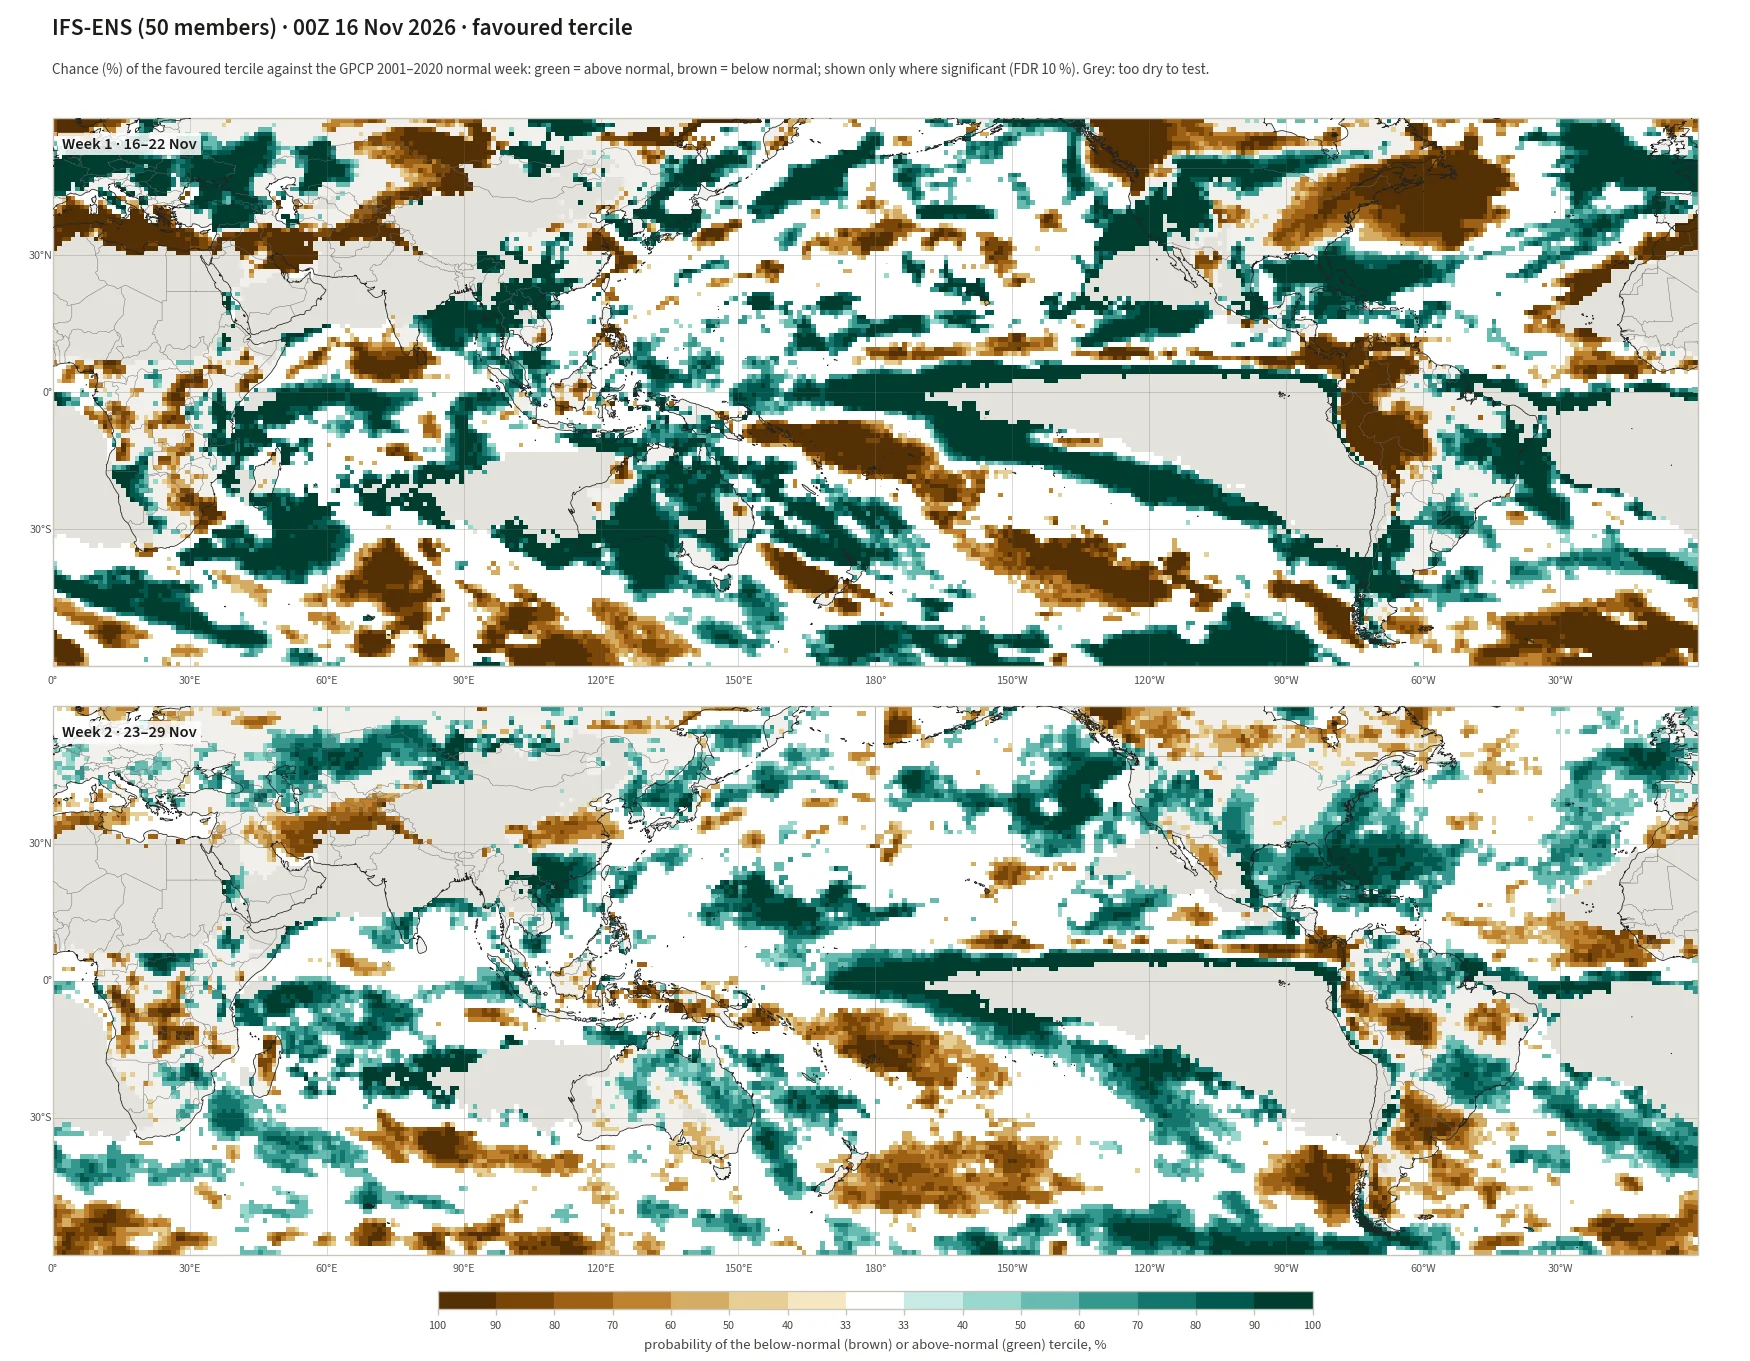 IFS-ENS (50 members) · 00Z 16 Nov 2026 · favoured tercile
Chance (%) of the favoured tercile against the GPCP 2001–2020 normal week: green = above normal, brown = below normal; shown only where significant (FDR 10 %). Grey: too dry to test.
Week 1 · 16–22 Nov
30°N
0°
30°S
0° 30°E 60°E 90°E 120°E 150°E 180° 150°W 120°W 90°W 60°W 30°W
Week 2 · 23–29 Nov
30°N
0°
30°S
0° 30°E 60°E 90°E 120°E 150°E 180° 150°W 120°W 90°W 60°W 30°W
100 90 80 70 60 50 40 33 33 40 50 60 70 80 90 100
probability of the below-normal (brown) or above-normal (green) tercile, %